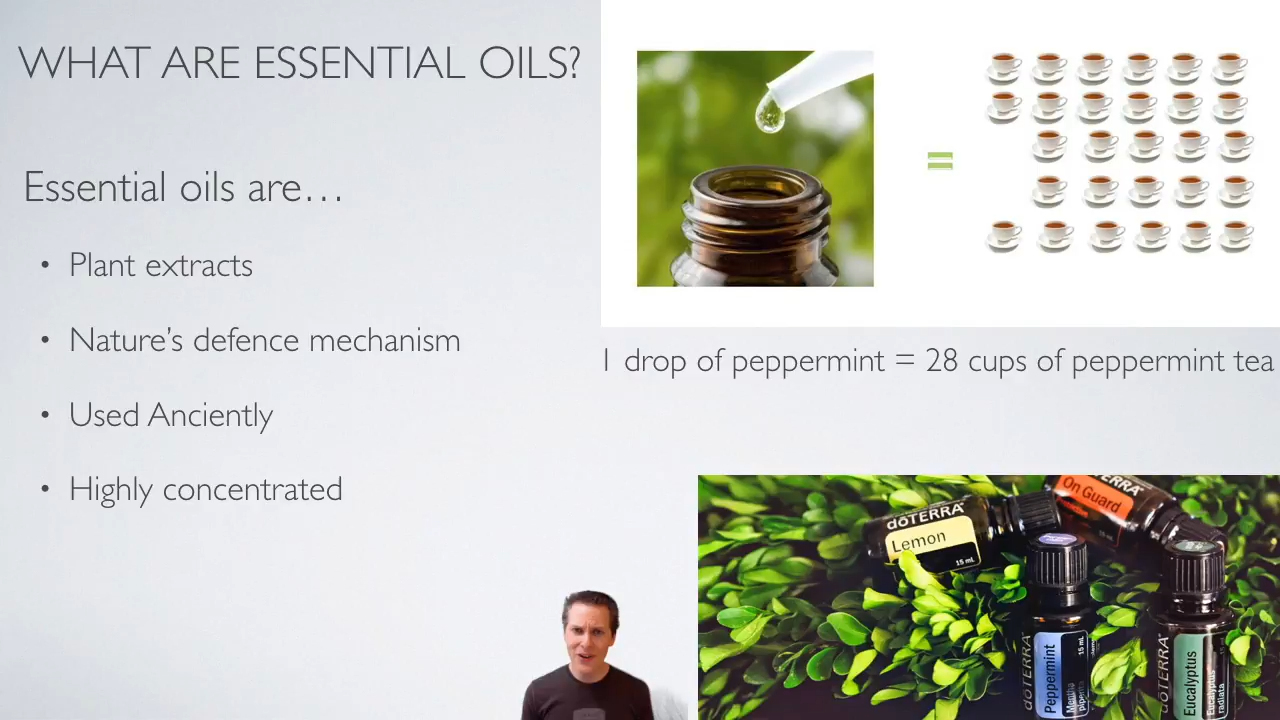 WHAT ARE ESSENTIAL OILS?
Essential oils are…
• Plant extracts
• Nature’s defence mechanism
• Used Anciently
• Highly concentrated
=
1 drop of peppermint = 28 cups of peppermint tea
dōTERRA
Lemon
15 mL
dōTERRA
On Guard
dōTERRA
Peppermint
Mentha
piperita
15 mL
dōTERRA
Eucalyptus
Eucalyptus
radiata
15 mL